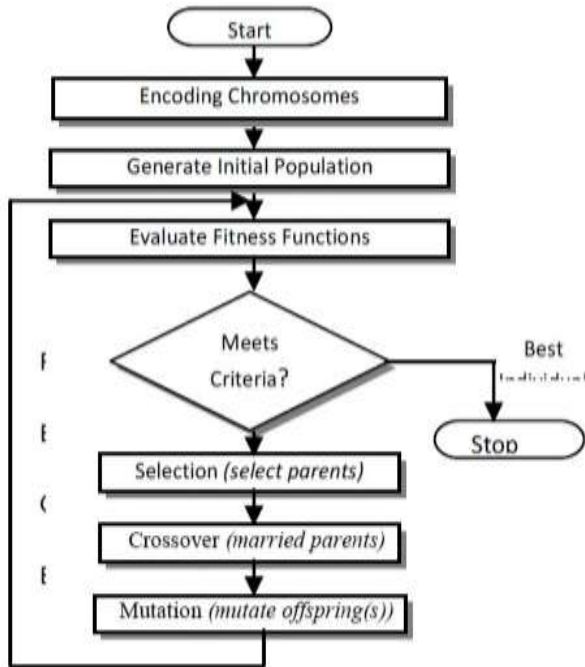 Start
Encoding Chromosomes
Generate Initial Population
Evaluate Fitness Functions
Meets
Criteria?
Best
Stop
Selection (select parents)
Crossover (married parents)
Mutation (mutate offspring(s))